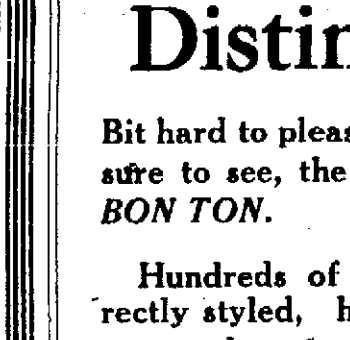 Distin
Bit hard to pleas
sure to see, the
BON TON.
Hundreds of
rectly styled, h